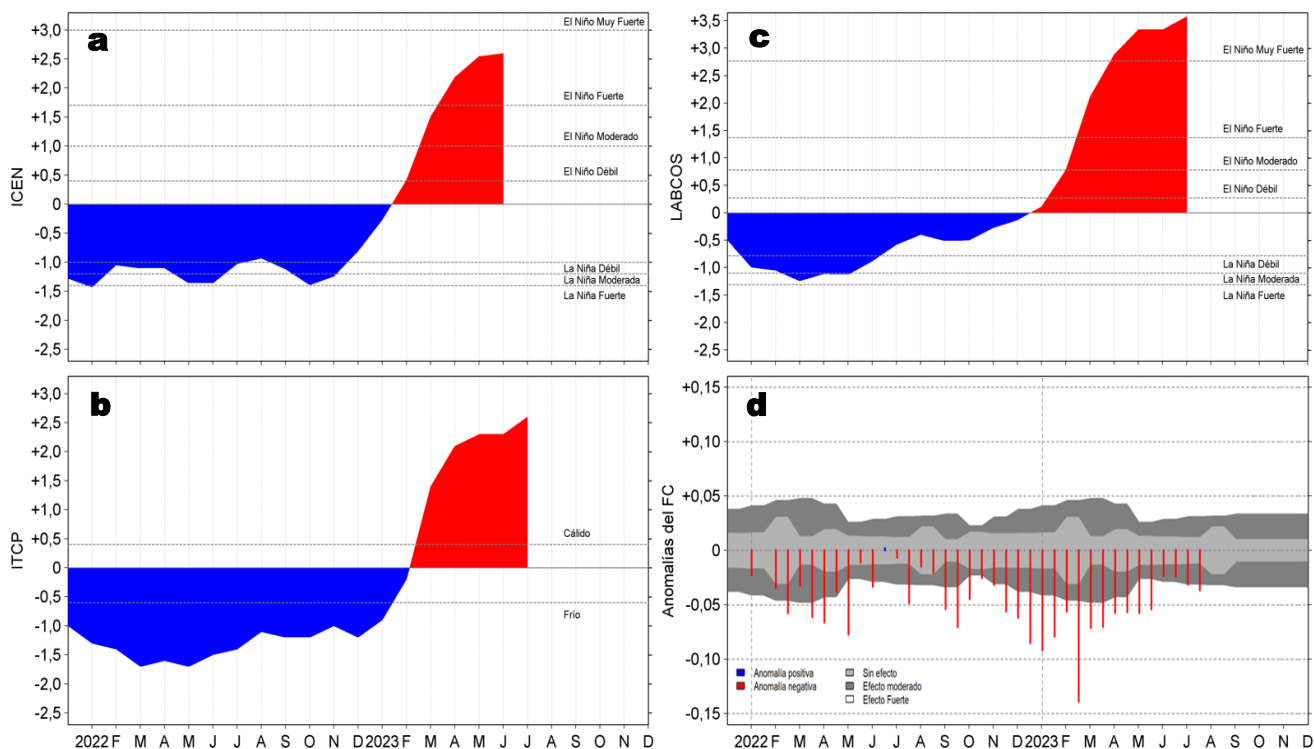 a
ICEN
+3,0
+2,5
+2,0
+1,5
+1,0
+0,5
0
-0,5
-1,0
-1,5
-2,0
-2,5
El Niño Muy Fuerte
El Niño Fuerte
El Niño Moderado
El Niño Débil
La Niña Débil
La Niña Moderada
La Niña Fuerte
c
LABCOS
+3,5
+3,0
+2,5
+2,0
+1,5
+1,0
+0,5
0
-0,5
-1,0
-1,5
-2,0
-2,5
El Niño Muy Fuerte
El Niño Fuerte
El Niño Moderado
El Niño Débil
La Niña Débil
La Niña Moderada
La Niña Fuerte
b
ITCP
+3,0
+2,5
+2,0
+1,5
+1,0
+0,5
0
-0,5
-1,0
-1,5
-2,0
-2,5
Cálido
Frío
2022 F M A M J J A S O N D 2023 F M A M J J A S O N D
d
Anomalías del FC
+0,15
+0,10
+0,05
0
-0,05
-0,10
-0,15
Anomalía positiva
Anomalía negativa
Sin efecto
Efecto moderado
Efecto Fuerte
2022 F M A M J J A S O N D 2023 F M A M J J A S O N D